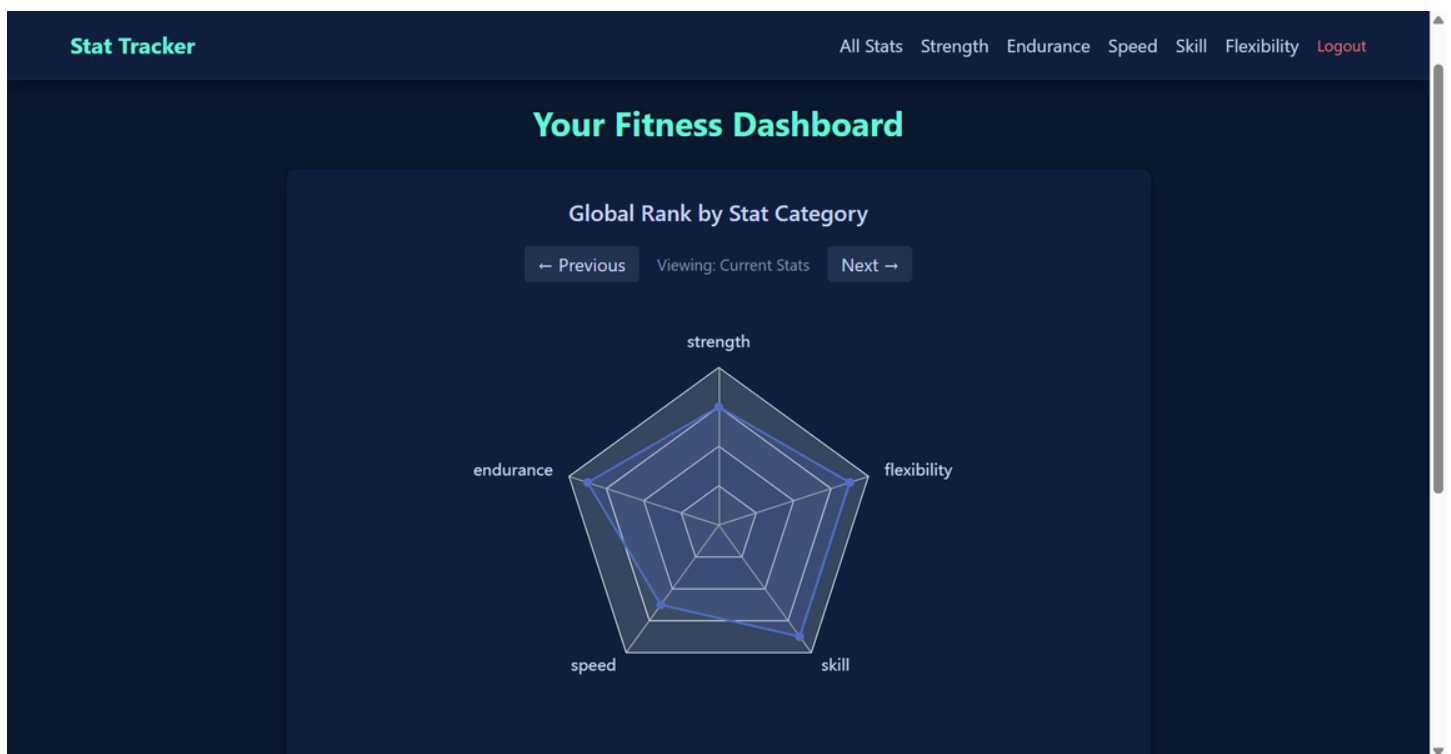 Stat Tracker
All Stats Strength Endurance Speed Skill Flexibility Logout
Your Fitness Dashboard
Global Rank by Stat Category
← Previous Viewing: Current Stats Next →
strength
endurance flexibility
speed skill